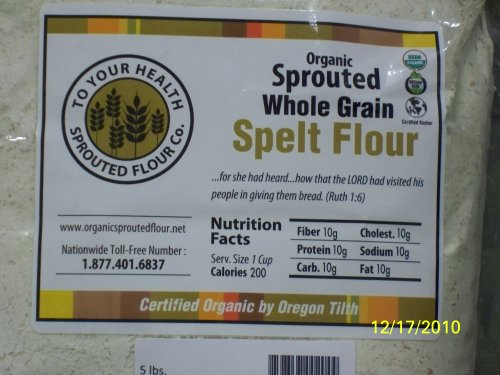 TO YOUR HEALTH
SPROUTED FLOUR Co.
Organic
Sprouted
Whole Grain
Spelt Flour
USDA
ORGANIC
Certified Kosher
...for she had heard...how that the LORD had visited his
people in giving them bread. (Ruth 1:6)
www.organicsproutedflour.net
Nationwide Toll-Free Number :
1.877.401.6837
Nutrition
Facts
Serv. Size 1 Cup
Calories 200
Fiber 10g
Cholest. 10g
Protein 10g
Sodium 10g
Carb. 10g
Fat 10g
Certified Organic by Oregon Tilth
12/17/2010
5 lbs.